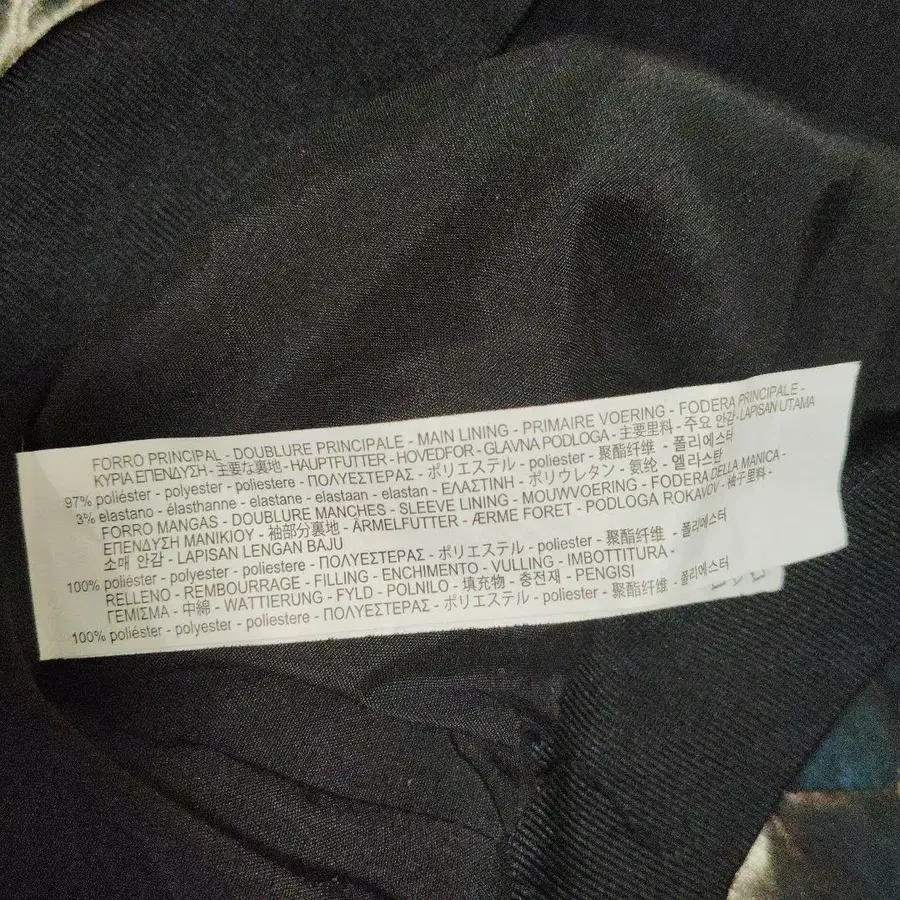 FORRO PRINCIPAL - DOUBLURE PRINCIPALE - MAIN LINING - PRIMAIRE VOERING - FODERA PRINCIPALE -
ΚΥΡΙΑ ΕΠΕΝΔΥΣΗ - 主要な裏地 - HAUPTFUTTER - HOVEDFOR - GLAVNA PODLOGA - 主要里料 - 주요 안감 - LAPISAN UTAMA
97% poliéster - polyester - poliestere - ΠΟΛΥΕΣΤΕΡΑΣ - ポリエステル - poliester - 聚酯纤维 - 폴리에스터
3% elastano - élasthanne - elastane - elastaan - elastan - ΕΛΑΣΤΙΝΗ - ポリウレタン - 氨纶 - 엘라스탄
FORRO MANGAS - DOUBLURE MANCHES - SLEEVE LINING - MOUWVOERING - FODERA DELLA MANICA -
ΕΠΕΝΔΥΣΗ ΜΑΝΙΚΙΟΥ - 袖部分裏地 - ÄRMELFUTTER - ÆRME FORET - PODLOGA ROKAVOV - 袖子里料 -
소매 안감 - LAPISAN LENGAN BAJU
100% poliéster - polyester - poliestere - ΠΟΛΥΕΣΤΕΡΑΣ - ポリエステル - poliester - 聚酯纤维 - 폴리에스터
RELLENO - REMBOURRAGE - FILLING - ENCHIMENTO - VULLING - IMBOTTITURA -
ΓΕΜΙΣΜΑ - 中綿 - WATTIERUNG - FYLD - POLNILO - 填充物 - 충전재 - PENGISI
100% poliéster - polyester - poliestere - ΠΟΛΥΕΣΤΕΡΑΣ - ポリエステル - poliester - 聚酯纤维 - 폴리에스터